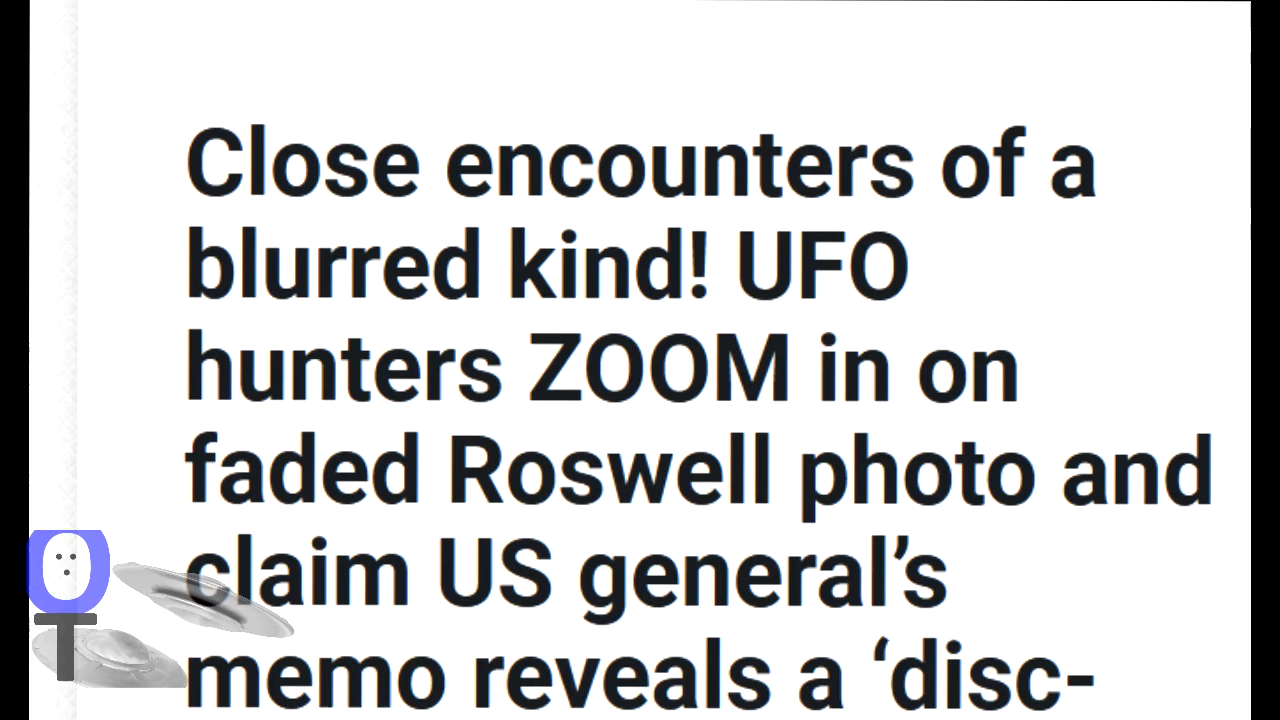 Close encounters of a
blurred kind! UFO
hunters ZOOM in on
faded Roswell photo and
claim US general’s
memo reveals a ‘disc-